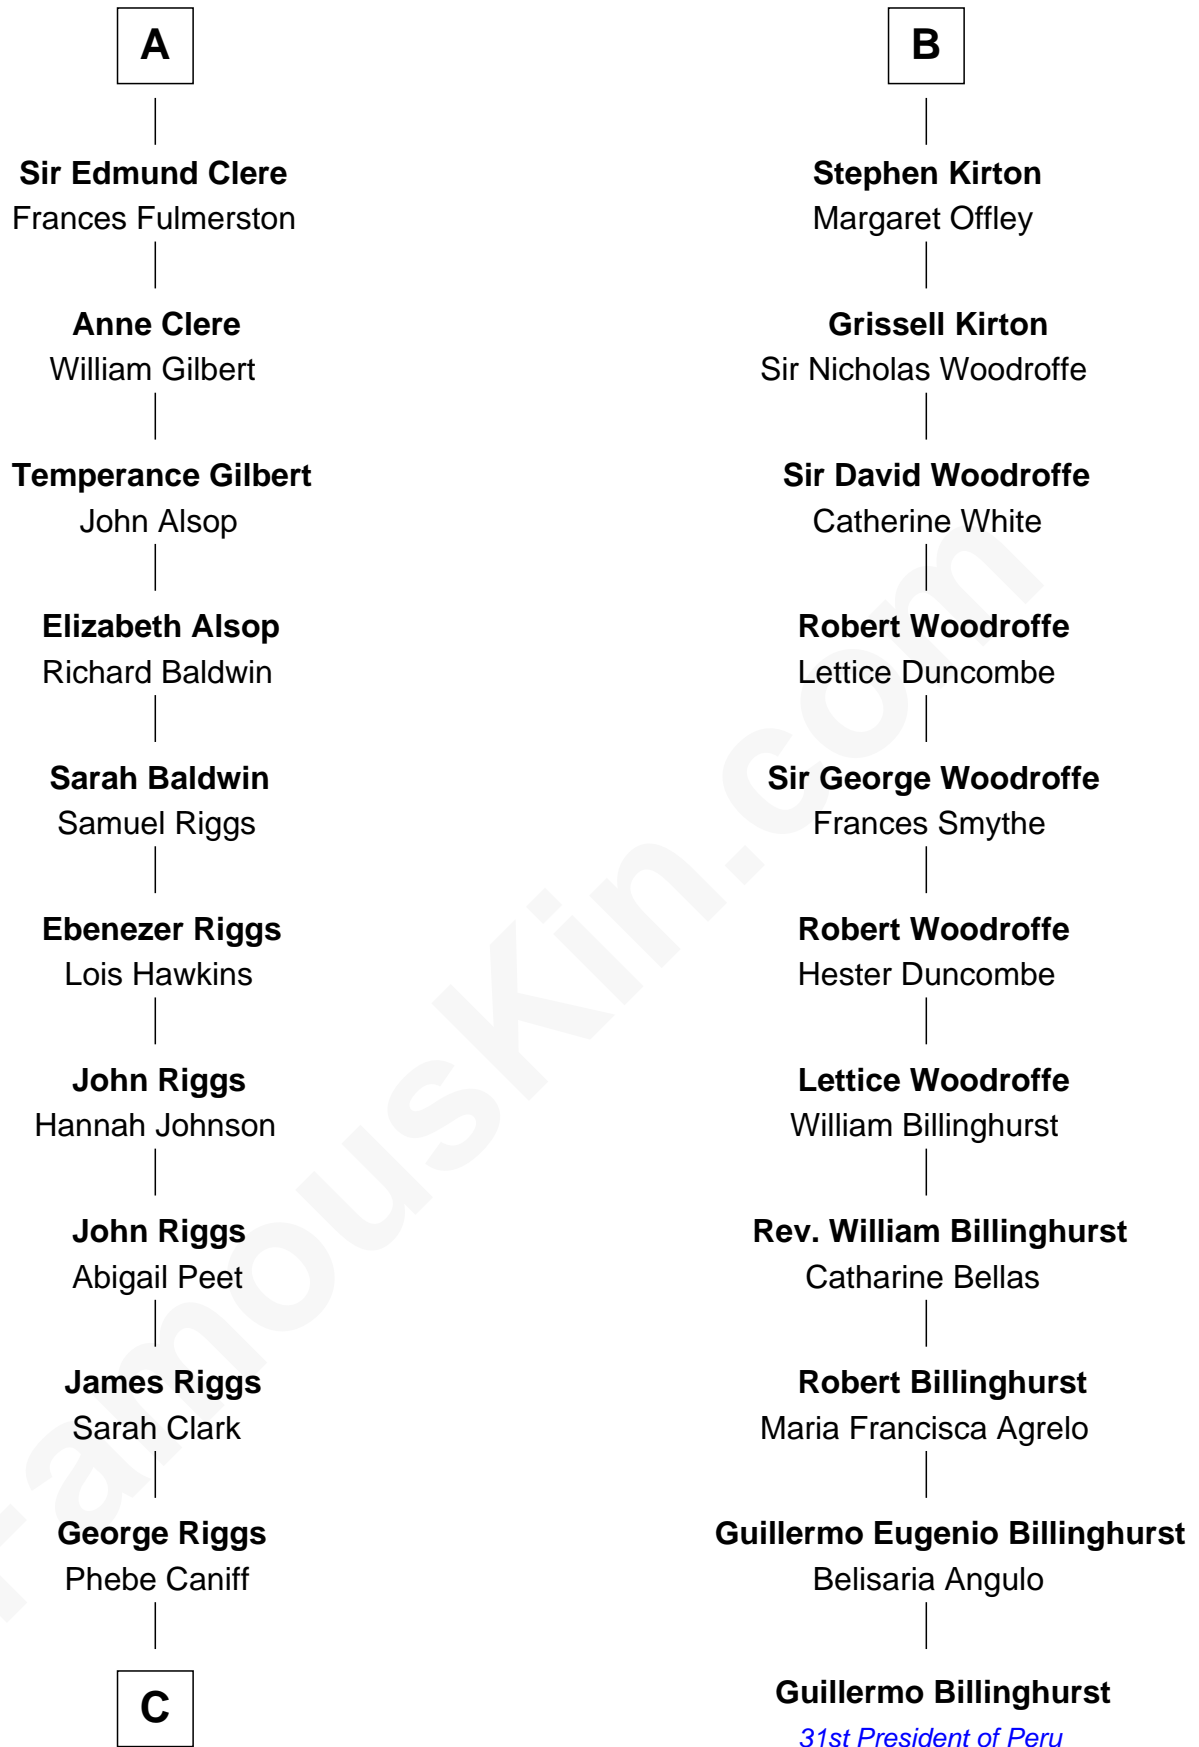 A
Sir Edmund Clere
Frances Fulmerston
Anne Clere
William Gilbert
Temperance Gilbert
John Alsop
Elizabeth Alsop
Richard Baldwin
Sarah Baldwin
Samuel Riggs
Ebenezer Riggs
Lois Hawkins
John Riggs
Hannah Johnson
John Riggs
Abigail Peet
James Riggs
Sarah Clark
George Riggs
Phebe Caniff
C
B
Stephen Kirton
Margaret Offley
Grissell Kirton
Sir Nicholas Woodroffe
Sir David Woodroffe
Catherine White
Robert Woodroffe
Lettice Duncombe
Sir George Woodroffe
Frances Smythe
Robert Woodroffe
Hester Duncombe
Lettice Woodroffe
William Billinghurst
Rev. William Billinghurst
Catharine Bellas
Robert Billinghurst
Maria Francisca Agrelo
Guillermo Eugenio Billinghurst
Belisaria Angulo
Guillermo Billinghurst
31st President of Peru
FamousKin.com